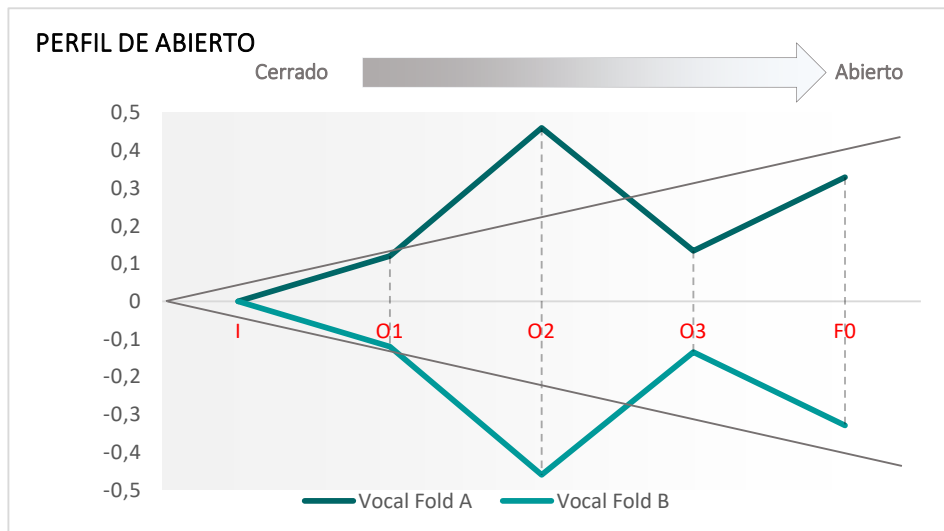 PERFIL DE ABIERTO
Cerrado Abierto
0,5
0,4
0,3
0,2
0,1
0
-0,1
-0,2
-0,3
-0,4
-0,5
I O1 O2 O3 F0
Vocal Fold A Vocal Fold B